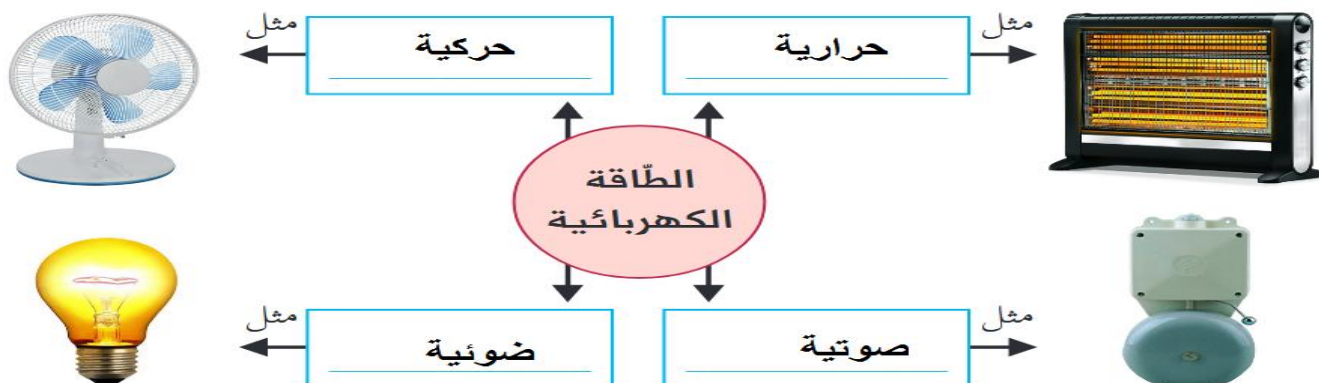 مثل
حرارية
حركية
مثل
الطّاقة
الكهربائية
مثل
صوتية
ضوئية
مثل